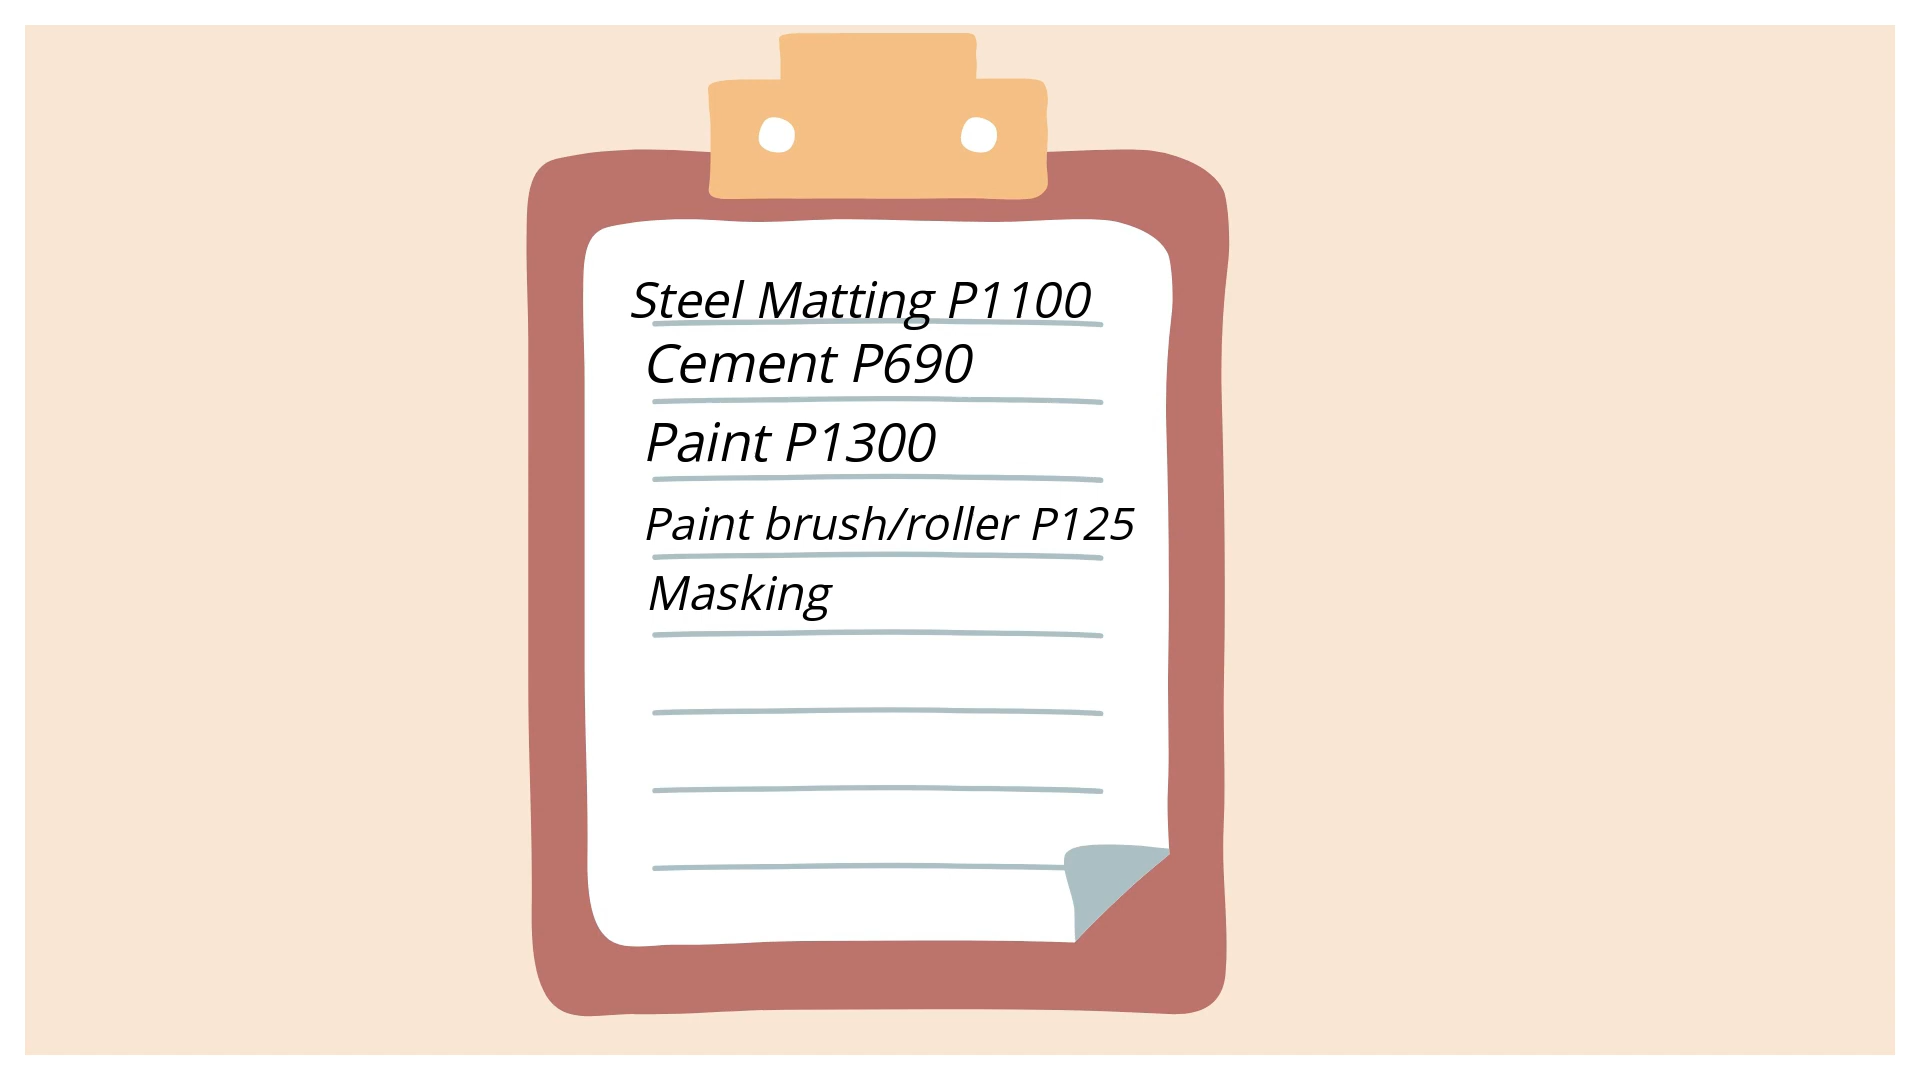 Steel Matting P1100
Cement P690
Paint P1300
Paint brush/roller P125
Masking